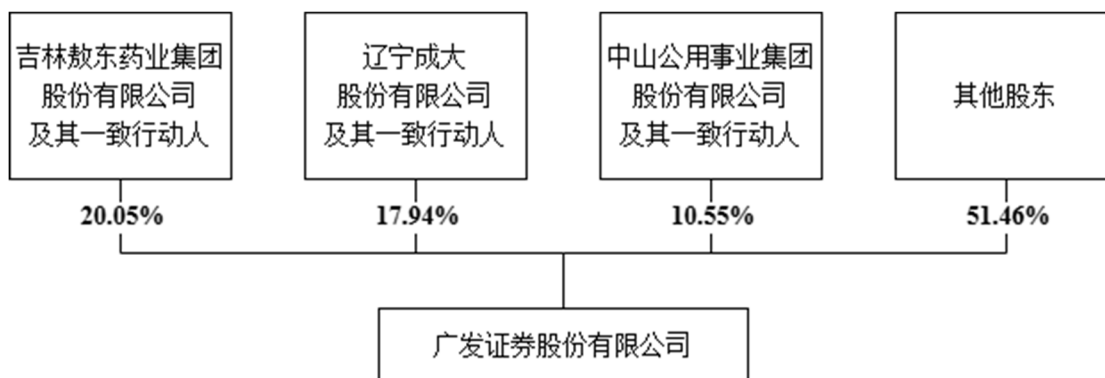 吉林敖东药业集团
股份有限公司
及其一致行动人
辽宁成大
股份有限公司
及其一致行动人
中山公用事业集团
股份有限公司
及其一致行动人
其他股东
20.05%
17.94%
10.55%
51.46%
广发证券股份有限公司